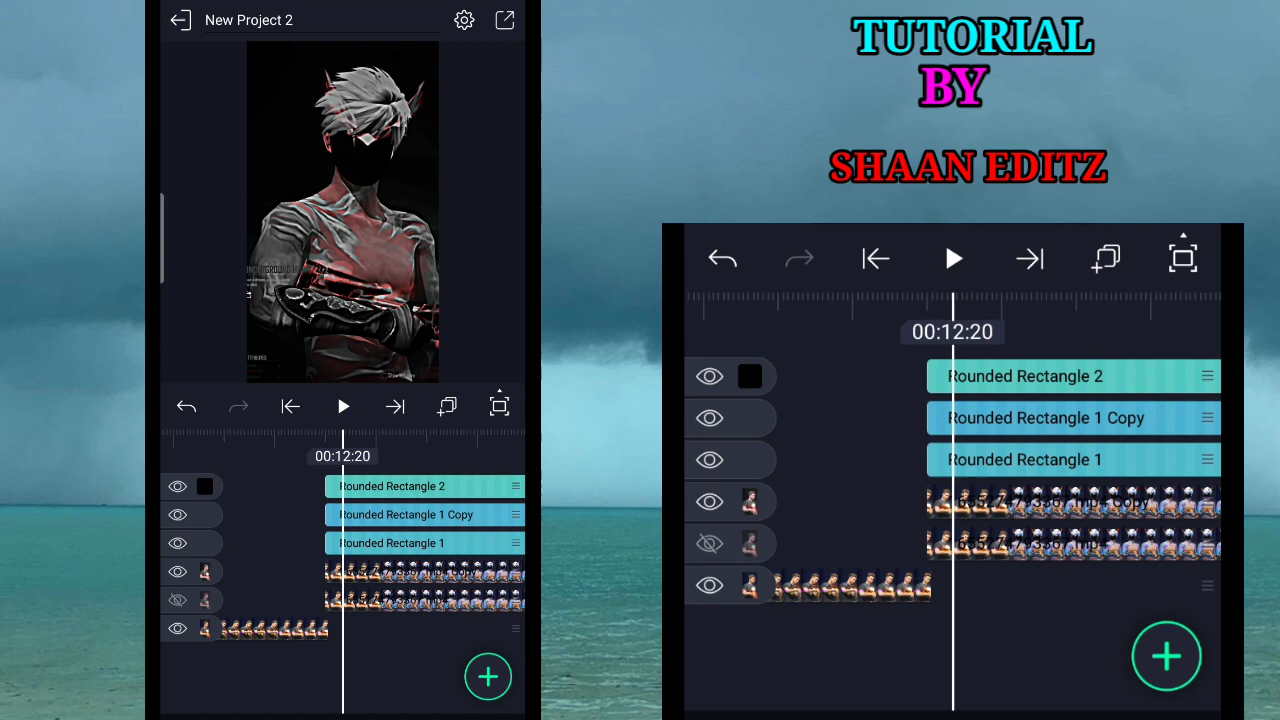 New Project 2
00:12:20
Rounded Rectangle 2
Rounded Rectangle 1 Copy
Rounded Rectangle 1
TUTORIAL
BY
SHAAN EDITZ
00:12:20
Rounded Rectangle 2
Rounded Rectangle 1 Copy
Rounded Rectangle 1